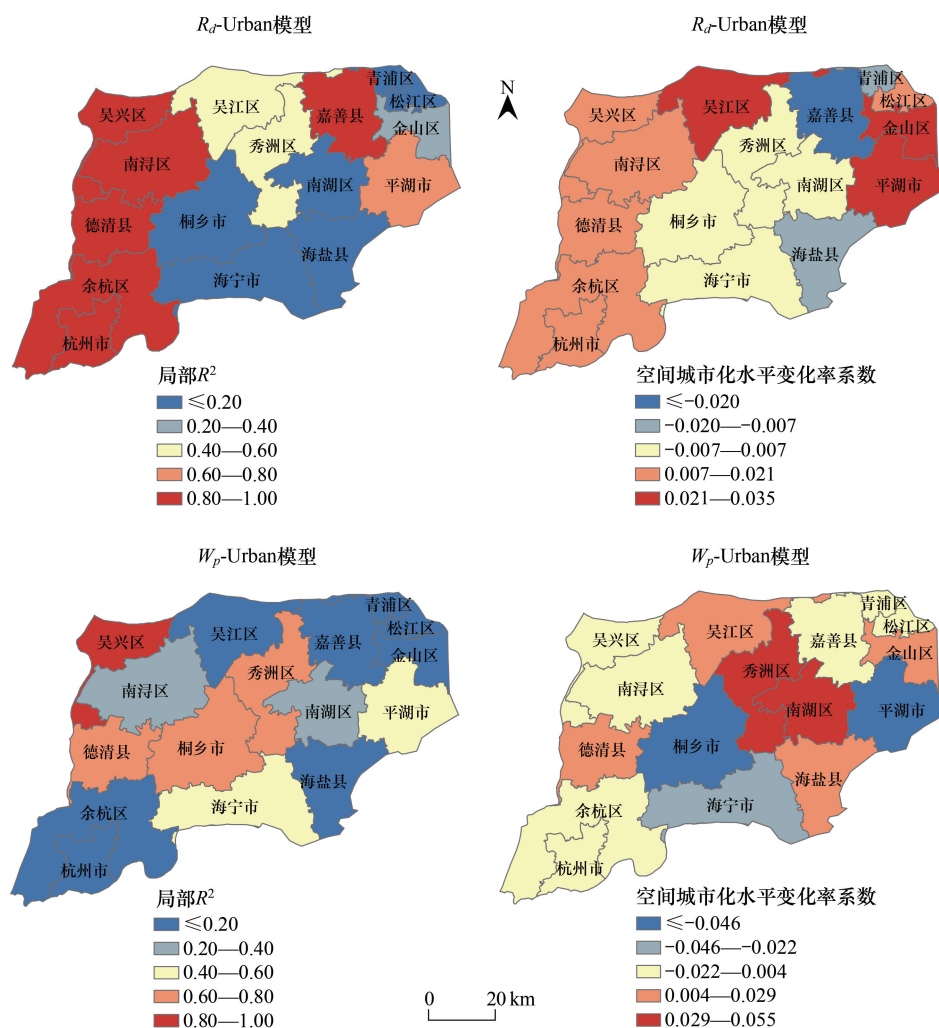 R_d-Urban模型
吴兴区
南浔区
德清县
余杭区
杭州市
吴江区
秀洲区
桐乡市
海宁市
嘉善县
南湖区
海盐县
青浦区
松江区
金山区
平湖市
局部R²
≤0.20
0.20—0.40
0.40—0.60
0.60—0.80
0.80—1.00
R_d-Urban模型
N
吴兴区
南浔区
德清县
余杭区
杭州市
吴江区
秀洲区
桐乡市
海宁市
嘉善县
南湖区
海盐县
青浦区
松江区
金山区
平湖市
空间城市化水平变化率系数
≤-0.020
-0.020—-0.007
-0.007—0.007
0.007—0.021
0.021—0.035
W_p-Urban模型
吴兴区
南浔区
德清县
余杭区
杭州市
吴江区
秀洲区
桐乡市
海宁市
嘉善县
南湖区
海盐县
青浦区
松江区
金山区
平湖市
局部R²
≤0.20
0.20—0.40
0.40—0.60
0.60—0.80
0.80—1.00
0 20 km
W_p-Urban模型
吴兴区
南浔区
德清县
余杭区
杭州市
吴江区
秀洲区
桐乡市
海宁市
嘉善县
南湖区
海盐县
青浦区
松江区
金山区
平湖市
空间城市化水平变化率系数
≤-0.046
-0.046—-0.022
-0.022—0.004
0.004—0.029
0.029—0.055